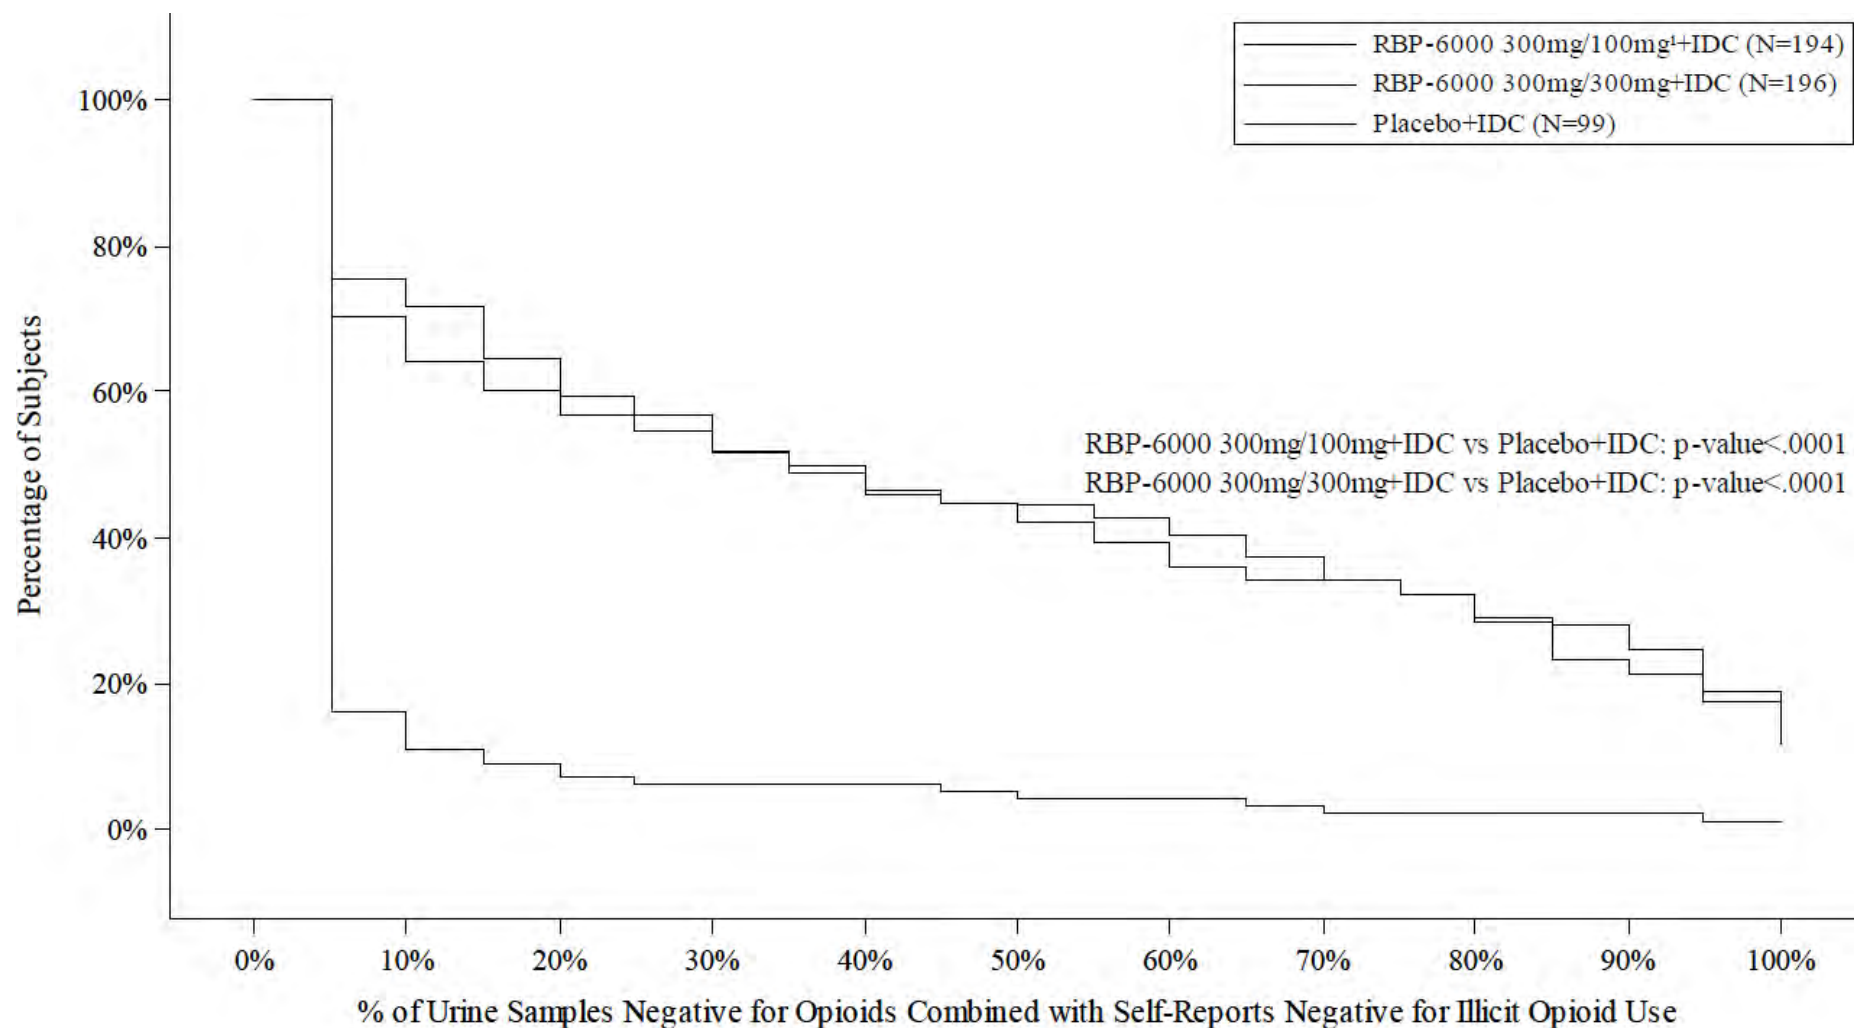 RBP-6000 300mg/100mg¹+IDC (N=194)
RBP-6000 300mg/300mg+IDC (N=196)
Placebo+IDC (N=99)
100%
80%
60%
40%
20%
0%
Percentage of Subjects
RBP-6000 300mg/100mg+IDC vs Placebo+IDC: p-value<.0001
RBP-6000 300mg/300mg+IDC vs Placebo+IDC: p-value<.0001
0% 10% 20% 30% 40% 50% 60% 70% 80% 90% 100%
% of Urine Samples Negative for Opioids Combined with Self-Reports Negative for Illicit Opioid Use